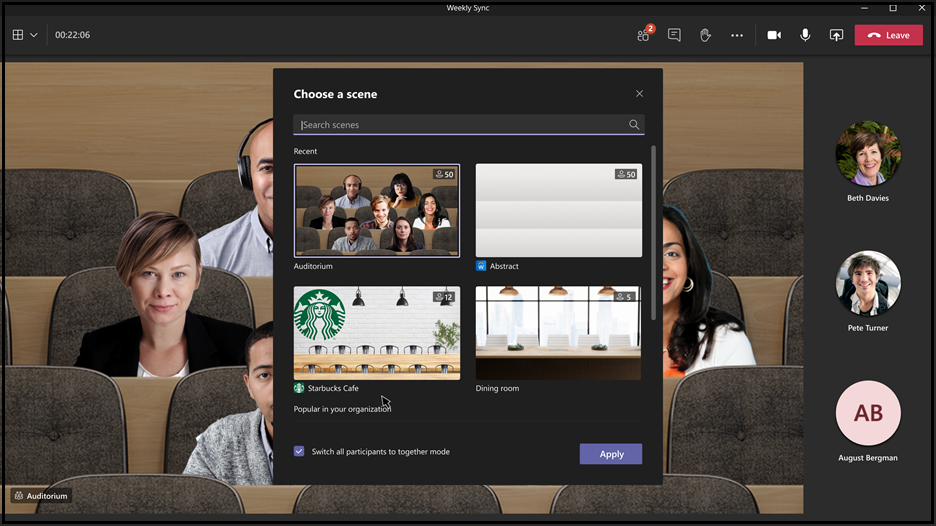 Weekly Sync
00:22:06
2
Leave
Choose a scene
Search scenes
Recent
50
50
Auditorium
Abstract
12
5
Starbucks Cafe
Dining room
Popular in your organization
Switch all participants to together mode
Apply
Beth Davies
Pete Turner
AB
August Bergman
Auditorium